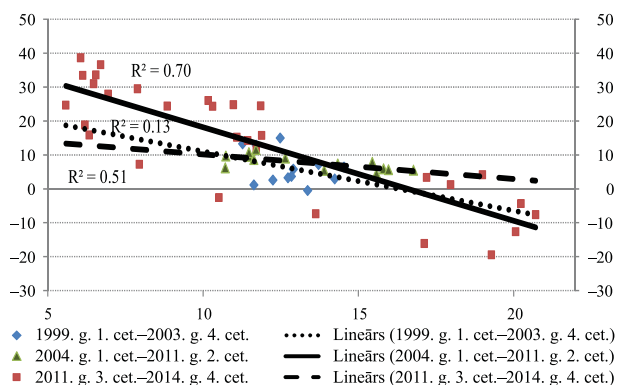 50 50
40 40
30 30
20 20
10 10
0 0
–10 –10
–20 –20
–30 –30
R² = 0.70
R² = 0.13
R² = 0.51
5 10 15 20
1999. g. 1. cet.–2003. g. 4. cet. Lineārs (1999. g. 1. cet.–2003. g. 4. cet.)
2004. g. 1. cet.–2011. g. 2. cet. Lineārs (2004. g. 1. cet.–2011. g. 2. cet.)
2011. g. 3. cet.–2014. g. 4. cet. Lineārs (2011. g. 3. cet.–2014. g. 4. cet.)